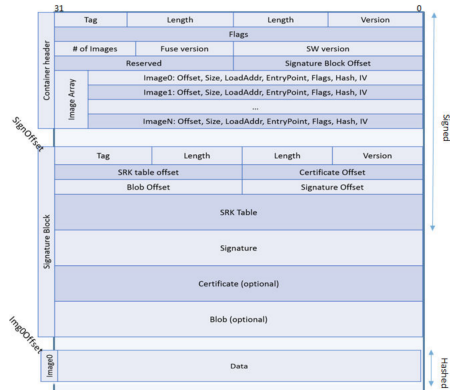 31 0
Tag Length Length Version
Flags
# of Images Fuse version SW version
Reserved Signature Block Offset
Image0: Offset, Size, LoadAddr, EntryPoint, Flags, Hash, IV
Image1: Offset, Size, LoadAddr, EntryPoint, Flags, Hash, IV
...
ImageN: Offset, Size, LoadAddr, EntryPoint, Flags, Hash, IV
Container header
Image Array
SignOffset
Signed
Tag Length Length Version
SRK table offset Certificate Offset
Blob Offset Signature Offset
SRK Table
Signature
Certificate (optional)
Blob (optional)
Signature Block
Img0Offset
Image0
Data
Hashed